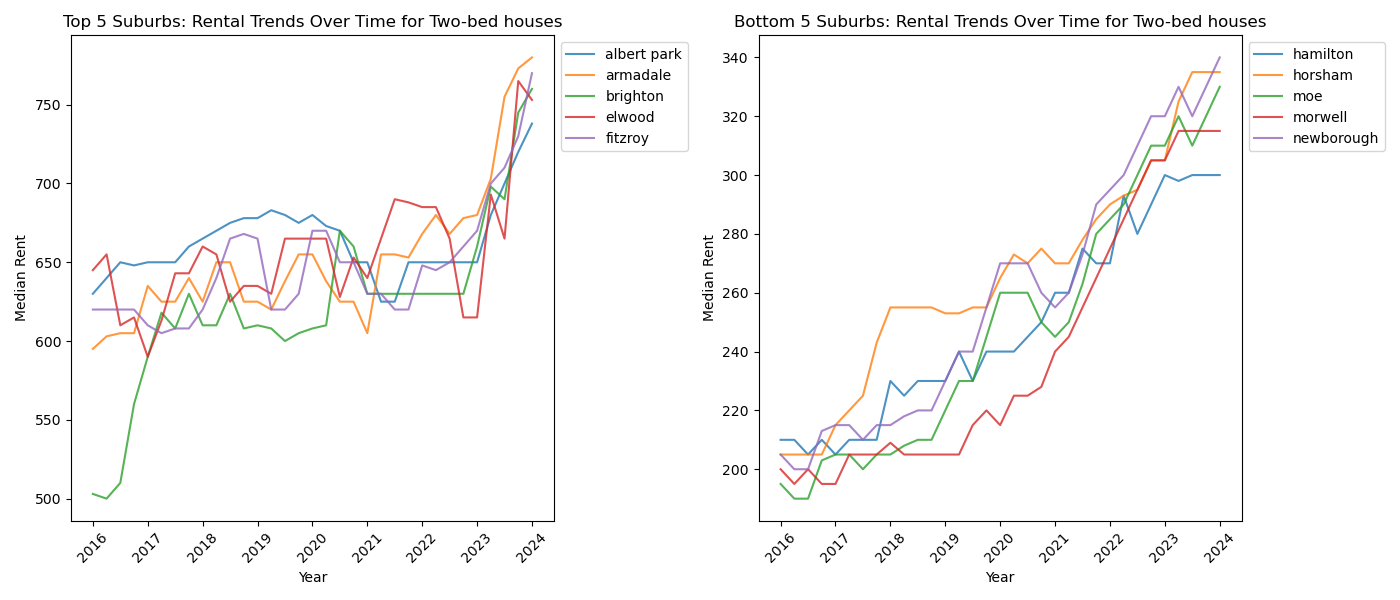 Top 5 Suburbs: Rental Trends Over Time for Two-bed houses
Median Rent
750
700
650
600
550
500
2016
2017
2018
2019
2020
2021
2022
2023
2024
Year
albert park
armadale
brighton
elwood
fitzroy
Bottom 5 Suburbs: Rental Trends Over Time for Two-bed houses
Median Rent
340
320
300
280
260
240
220
200
2016
2017
2018
2019
2020
2021
2022
2023
2024
Year
hamilton
horsham
moe
morwell
newborough